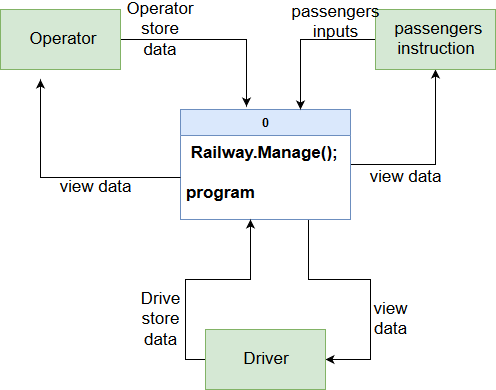 Operator
Operator
store
data
passengers
inputs
passengers
instruction
0
Railway.Manage();
program
view data
view data
Drive
store
data
view
data
Driver